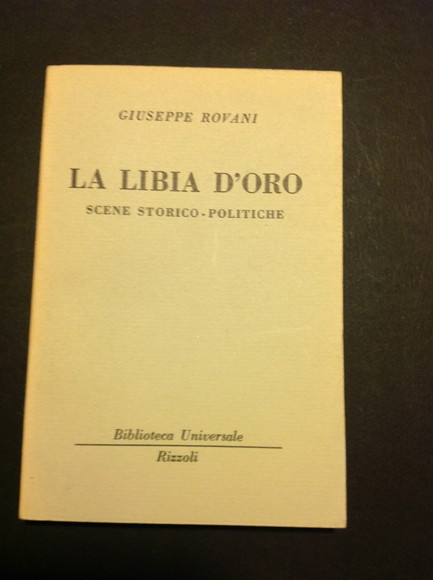 GIUSEPPE ROVANI
LA LIBIA D'ORO
SCENE STORICO-POLITICHE
Biblioteca Universale
Rizzoli